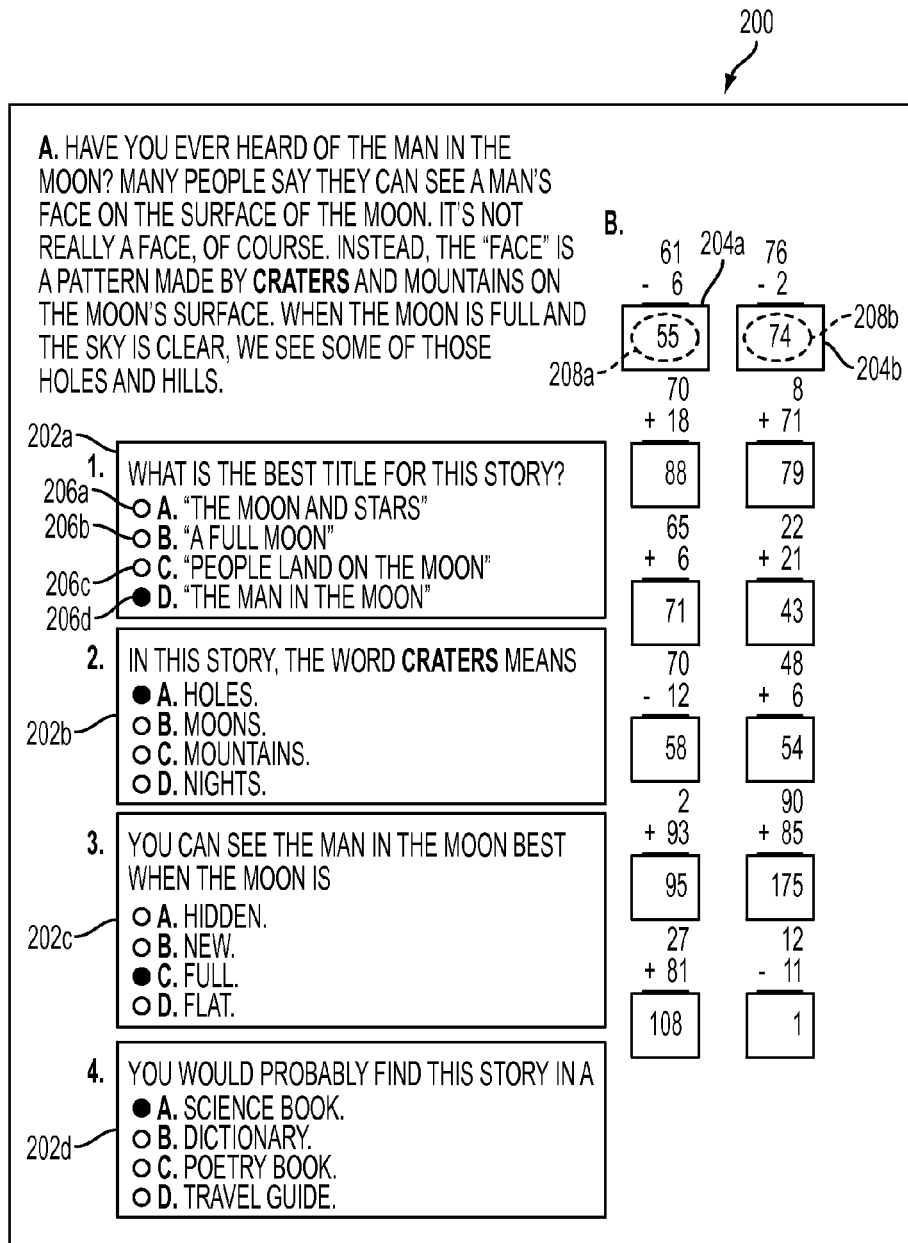 200
A. HAVE YOU EVER HEARD OF THE MAN IN THE
MOON? MANY PEOPLE SAY THEY CAN SEE A MAN'S
FACE ON THE SURFACE OF THE MOON. IT'S NOT
REALLY A FACE, OF COURSE. INSTEAD, THE “FACE” IS
A PATTERN MADE BY CRATERS AND MOUNTAINS ON
THE MOON'S SURFACE. WHEN THE MOON IS FULL AND
THE SKY IS CLEAR, WE SEE SOME OF THOSE
HOLES AND HILLS.
202a
1. WHAT IS THE BEST TITLE FOR THIS STORY?
206a A. “THE MOON AND STARS”
206b B. “A FULL MOON”
206c C. “PEOPLE LAND ON THE MOON”
206d D. “THE MAN IN THE MOON”
2. IN THIS STORY, THE WORD CRATERS MEANS
A. HOLES.
202b B. MOONS.
C. MOUNTAINS.
D. NIGHTS.
3. YOU CAN SEE THE MAN IN THE MOON BEST
WHEN THE MOON IS
A. HIDDEN.
202c B. NEW.
C. FULL.
D. FLAT.
4. YOU WOULD PROBABLY FIND THIS STORY IN A
A. SCIENCE BOOK.
202d B. DICTIONARY.
C. POETRY BOOK.
D. TRAVEL GUIDE.
B.
61 204a 76
- 6 - 2
55 74 208b
208a 204b
70 8
+ 18 + 71
88 79
65 22
+ 6 + 21
71 43
70 48
- 12 + 6
58 54
2 90
+ 93 + 85
95 175
27 12
+ 81 - 11
108 1